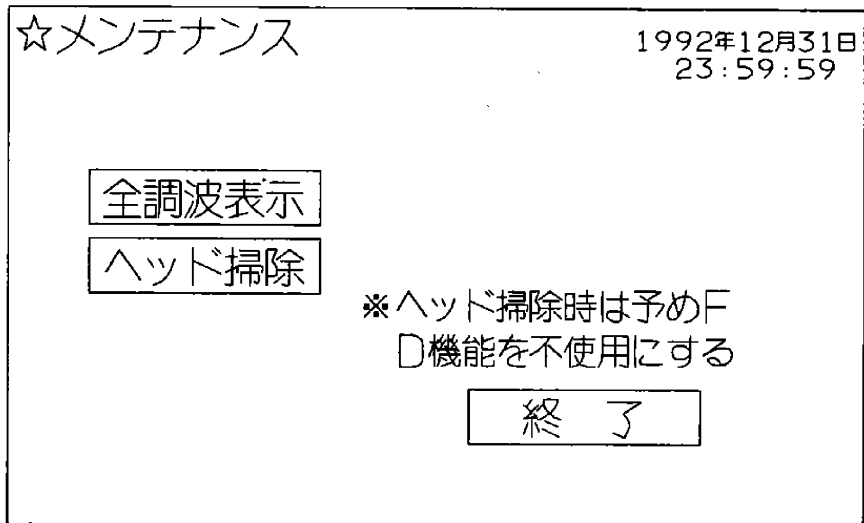 ☆メンテナンス
1992年12月31日
23:59:59
全調波表示
ヘッド掃除
※ヘッド掃除時は予めF
D機能を不使用にする
終 了